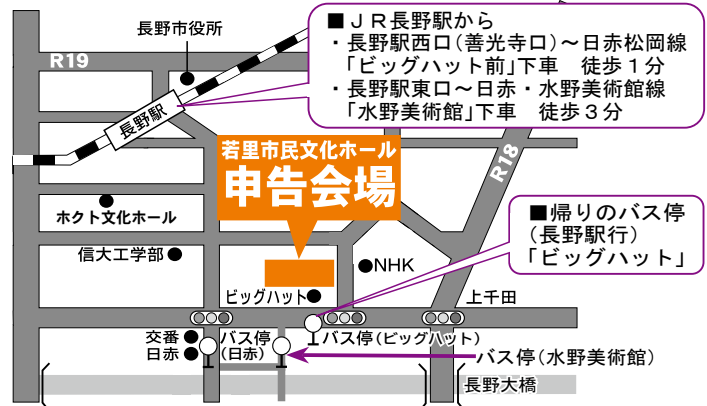 ■ＪＲ長野駅から
・長野駅西口(善光寺口)～日赤松岡線
「ビッグハット前」下車　徒歩１分
・長野駅東口～日赤・水野美術館線
「水野美術館」下車　徒歩３分
長野市役所
R19
長野駅
若里市民文化ホール
申告会場
R18
ホクト文化ホール
■帰りのバス停
(長野駅行)
「ビッグハット」
信大工学部
NHK
ビッグハット
上千田
交番
日赤
バス停
(日赤)
バス停(ビッグハット)
バス停(水野美術館)
長野大橋